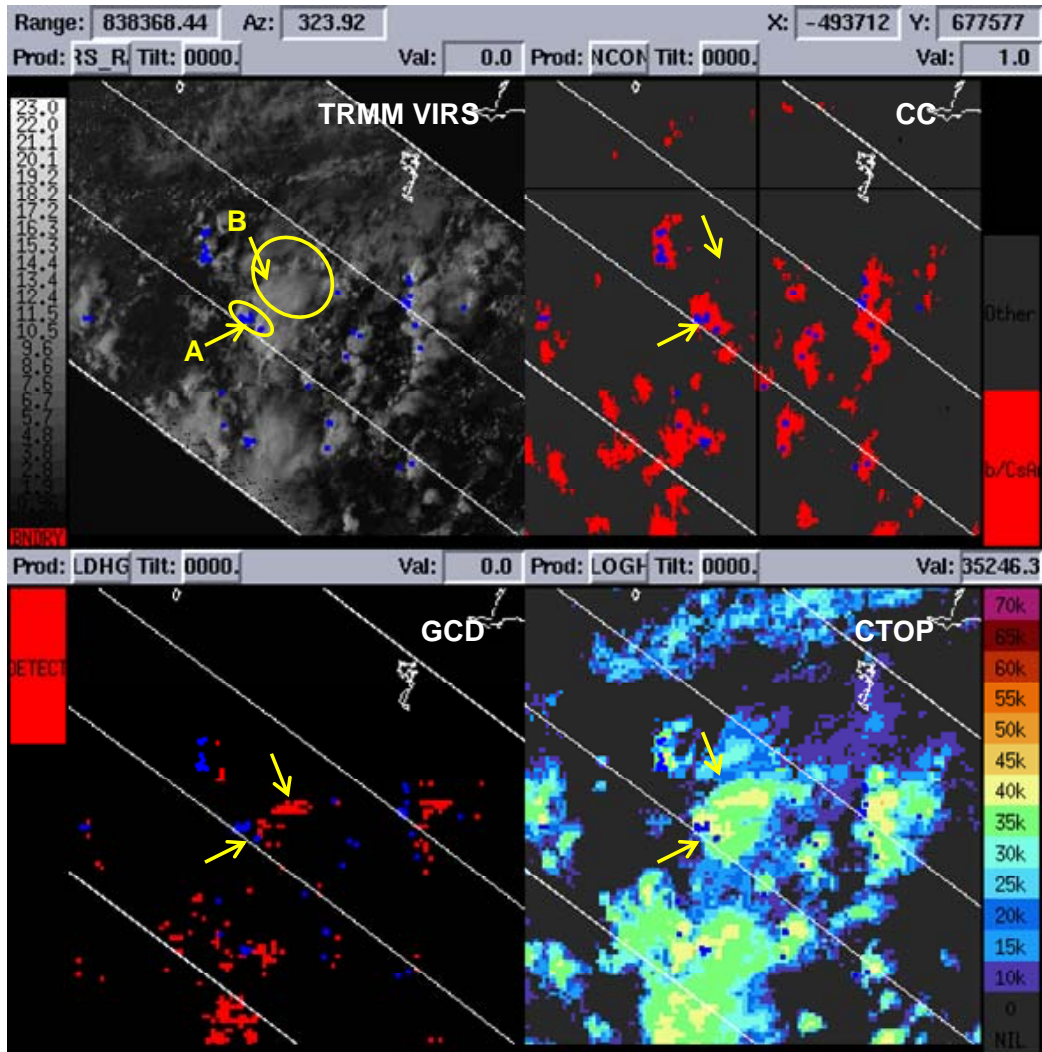 Range: 838368.44 Az: 323.92 X: -493712 Y: 677577
Prod: RS_R. Tilt: 0000. Val: 0.0 Prod: NCON Tilt: 0000. Val: 1.0
TRMM VIRS
CC
23.0
22.0
21.1
20.1
19.2
18.2
17.2
16.3
15.3
14.4
13.4
12.4
11.5
10.5
9.6
8.6
7.6
6.7
5.7
4.8
3.8
2.8
BNDRY
B
A
Other
b/CsA
Prod: LDHG Tilt: 0000. Val: 0.0 Prod: LOGH Tilt: 0000. Val: 35246.3
GCD
CTOP
DETECT
70k
65k
60k
55k
50k
45k
40k
35k
30k
25k
20k
15k
10k
0
NIL